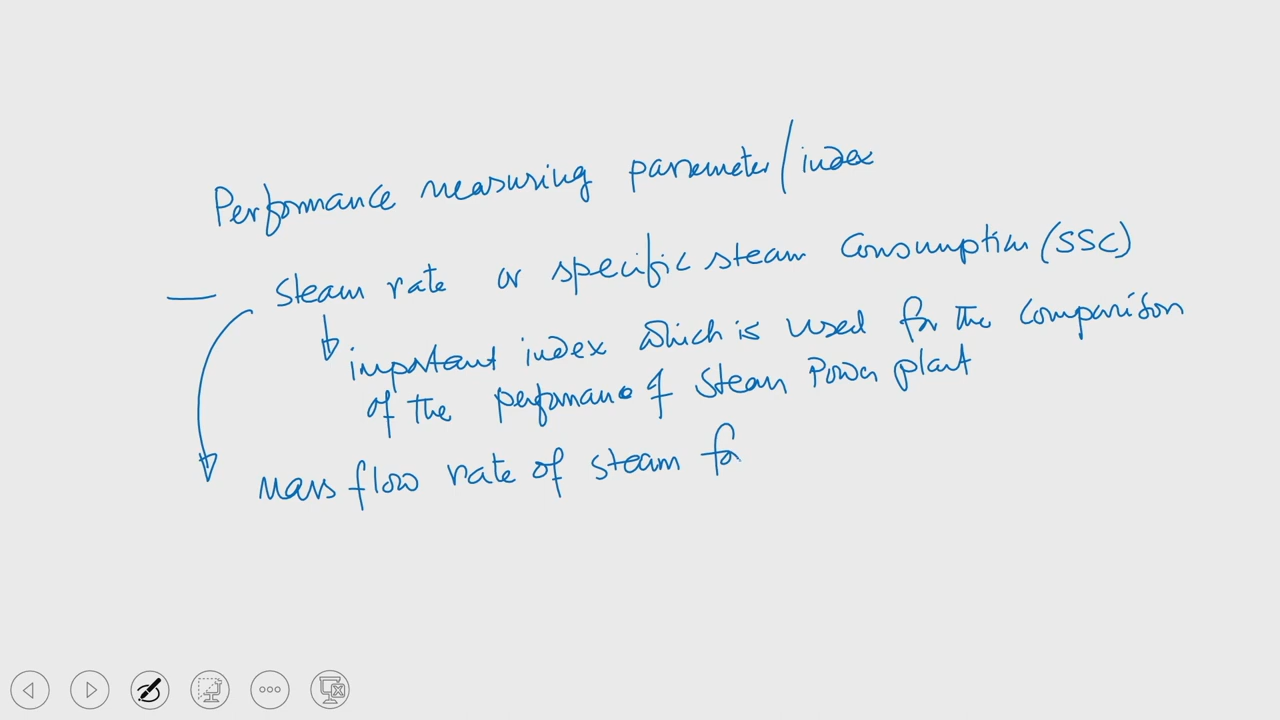 Performance measuring parameter/index
— Steam rate or specific steam Consumption (SSC)
important index which is used for the comparison
of the performance of steam Power plant
Mass flow rate of steam fo